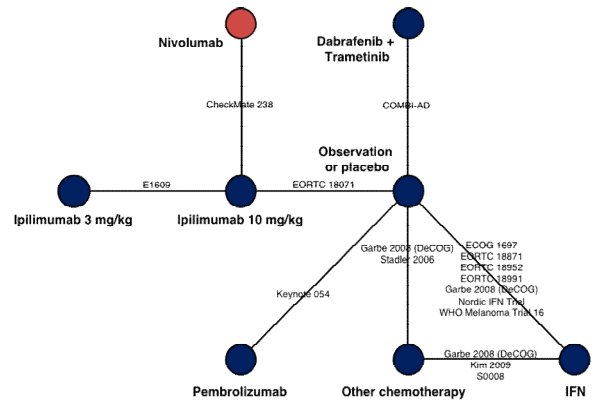 Nivolumab
Dabrafenib +
Trametinib
CheckMate 238
COMBI-AD
Observation
or placebo
E1609
EORTC 18071
Ipilimumab 3 mg/kg
Ipilimumab 10 mg/kg
Garbe 2008 (DeCOG)
Stadler 2006
ECOG 1697
EORTC 18871
EORTC 18952
EORTC 18991
Garbe 2008 (DeCOG)
Nordic IFN Trial
WHO Melanoma Trial 16
Keynote 054
Garbe 2008 (DeCOG)
Kim 2009
S0008
Pembrolizumab
Other chemotherapy
IFN